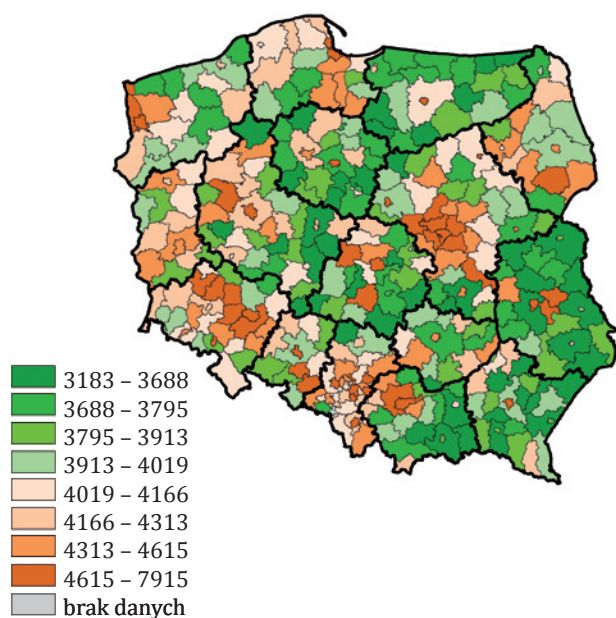 3183 – 3688
3688 – 3795
3795 – 3913
3913 – 4019
4019 – 4166
4166 – 4313
4313 – 4615
4615 – 7915
brak danych